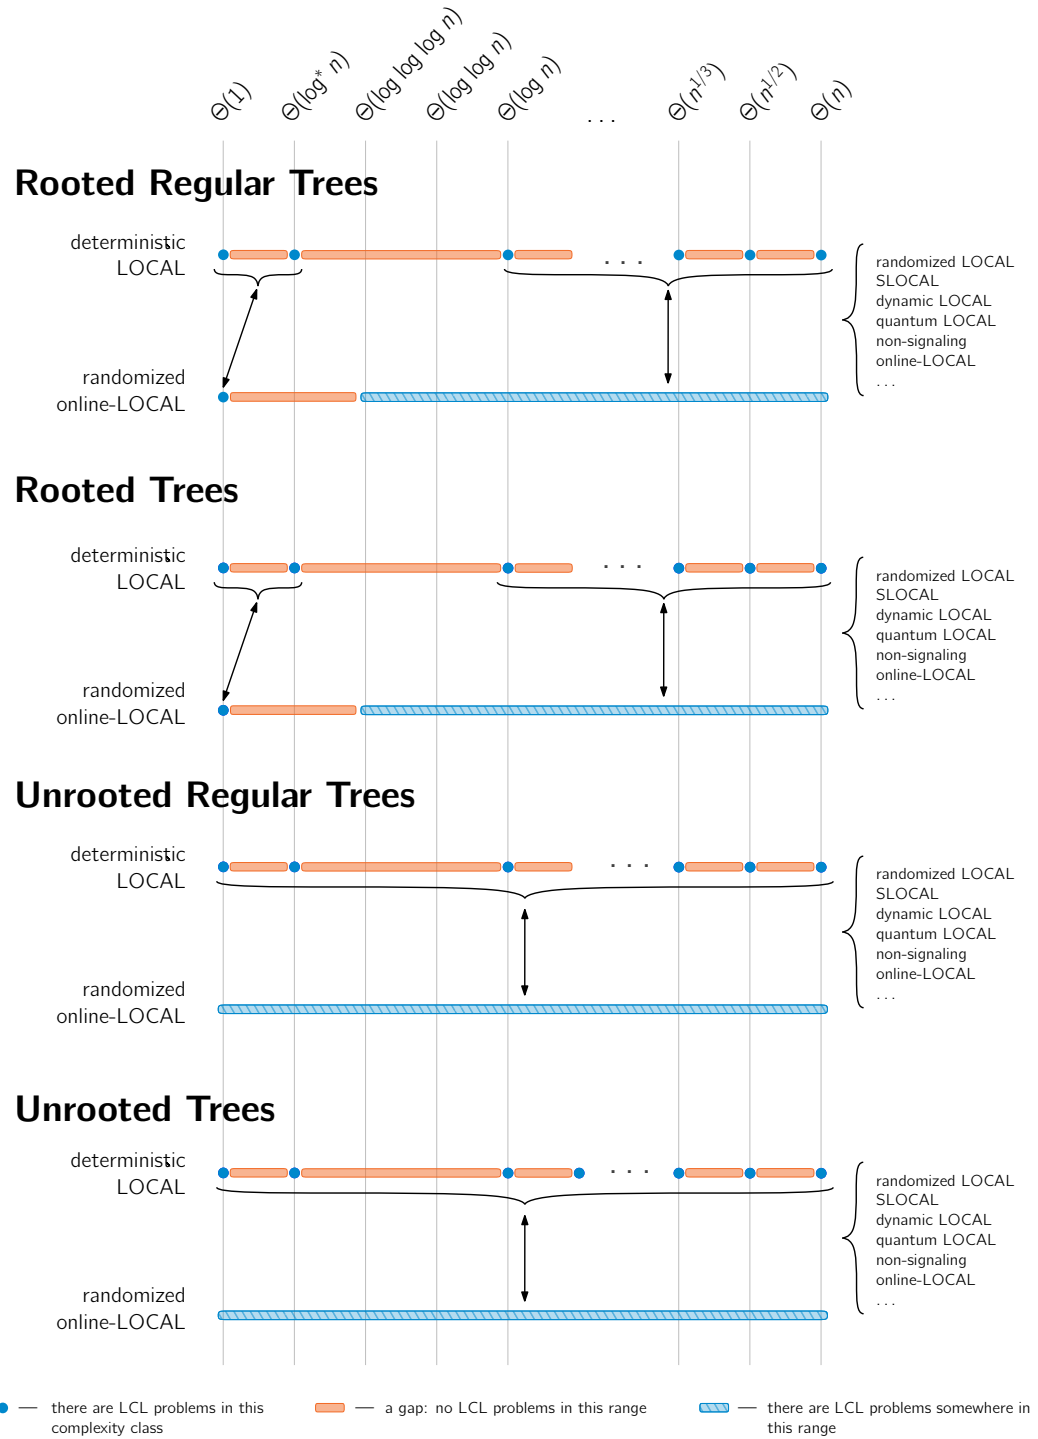 Θ(1) Θ(log* n) Θ(log log log n) Θ(log log n) Θ(log n) ... Θ(n^{1/3}) Θ(n^{1/2}) Θ(n)
Rooted Regular Trees
deterministic
LOCAL
...
randomized
online-LOCAL
randomized LOCAL
SLOCAL
dynamic LOCAL
quantum LOCAL
non-signaling
online-LOCAL
...
Rooted Trees
deterministic
LOCAL
...
randomized
online-LOCAL
randomized LOCAL
SLOCAL
dynamic LOCAL
quantum LOCAL
non-signaling
online-LOCAL
...
Unrooted Regular Trees
deterministic
LOCAL
...
randomized
online-LOCAL
randomized LOCAL
SLOCAL
dynamic LOCAL
quantum LOCAL
non-signaling
online-LOCAL
...
Unrooted Trees
deterministic
LOCAL
...
randomized
online-LOCAL
randomized LOCAL
SLOCAL
dynamic LOCAL
quantum LOCAL
non-signaling
online-LOCAL
...
— there are LCL problems in this
complexity class
— a gap: no LCL problems in this range
— there are LCL problems somewhere in
this range